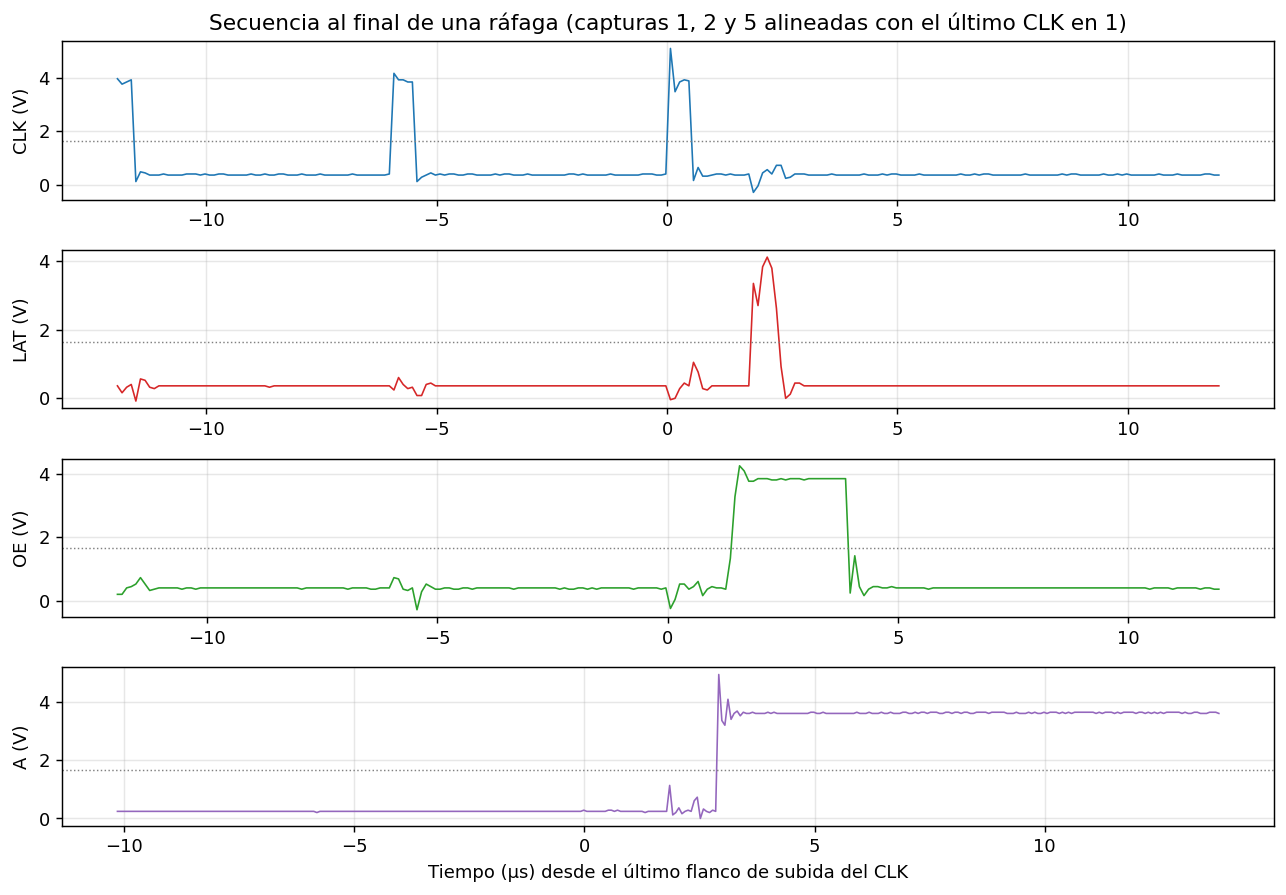 Secuencia al final de una ráfaga (capturas 1, 2 y 5 alineadas con el último CLK en 1)
CLK (V)
4
2
0
−10 −5 0 5 10
LAT (V)
4
2
0
−10 −5 0 5 10
OE (V)
4
2
0
−10 −5 0 5 10
A (V)
4
2
0
−10 −5 0 5 10
Tiempo (µs) desde el último flanco de subida del CLK